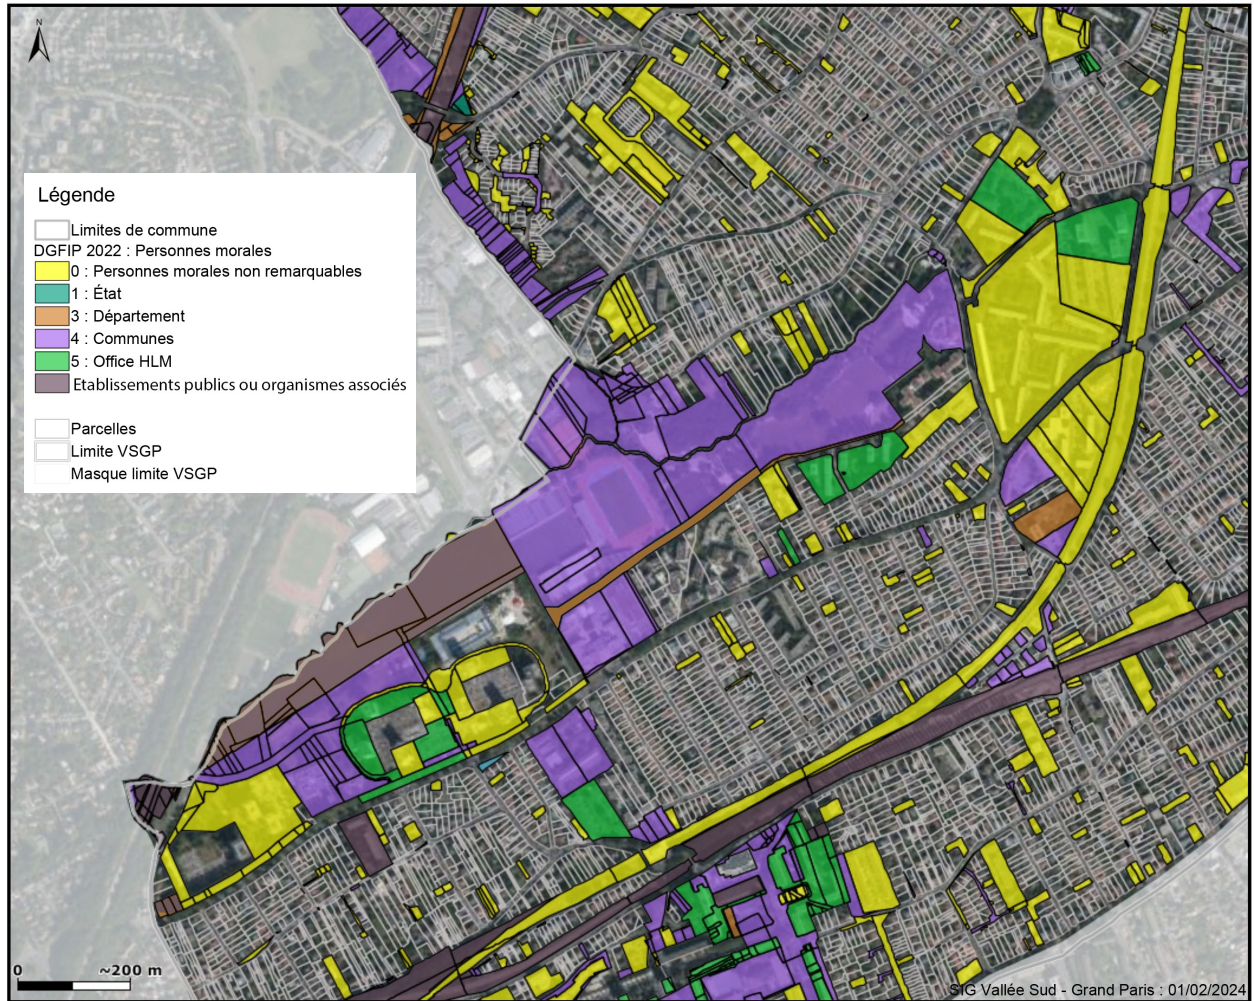 N
Légende
Limites de commune
DGFIP 2022 : Personnes morales
0 : Personnes morales non remarquables
1 : État
3 : Département
4 : Communes
5 : Office HLM
Etablissements publics ou organismes associés
Parcelles
Limite VSGP
Masque limite VSGP
0 ~200 m
SIG Vallée Sud - Grand Paris : 01/02/2024